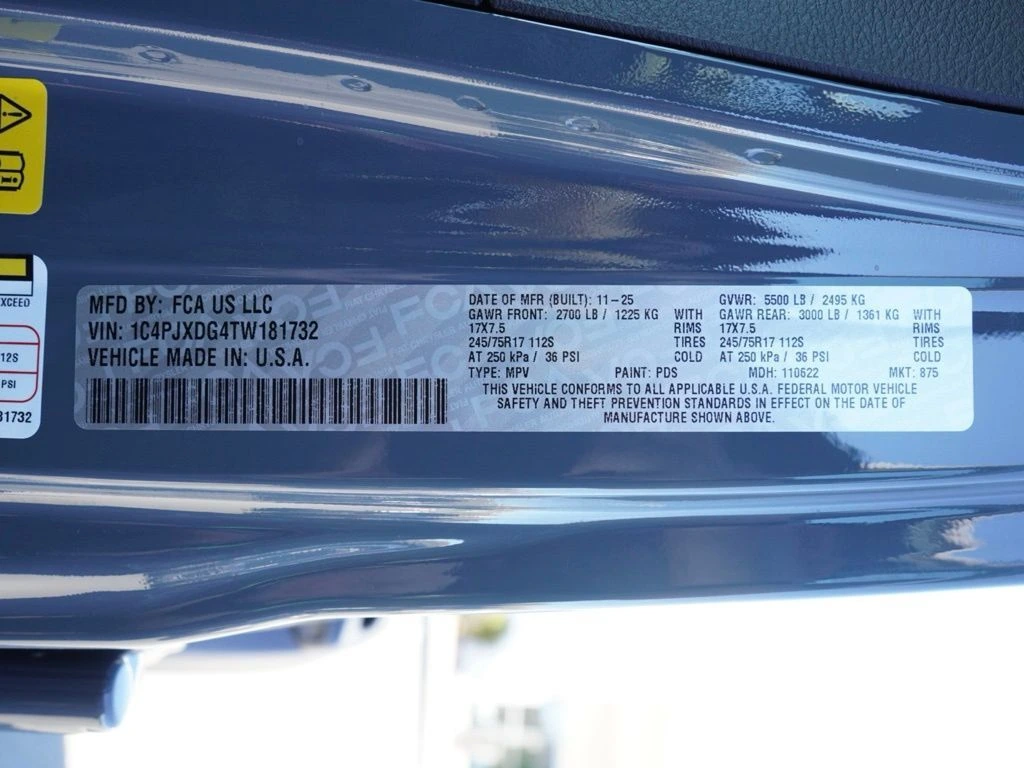 EXCEED
112S
PSI
81732
MFD BY: FCA US LLC
VIN: 1C4PJXDG4TW181732
VEHICLE MADE IN: U.S.A.
DATE OF MFR (BUILT): 11-25 GVWR: 5500 LB / 2495 KG
GAWR FRONT: 2700 LB / 1225 KG WITH GAWR REAR: 3000 LB / 1361 KG WITH
17X7.5 RIMS 17X7.5 RIMS
245/75R17 112S TIRES 245/75R17 112S TIRES
AT 250 kPa / 36 PSI COLD AT 250 kPa / 36 PSI COLD
TYPE: MPV PAINT: PDS MDH: 110622 MKT: 875
THIS VEHICLE CONFORMS TO ALL APPLICABLE U.S.A. FEDERAL MOTOR VEHICLE
SAFETY AND THEFT PREVENTION STANDARDS IN EFFECT ON THE DATE OF
MANUFACTURE SHOWN ABOVE.